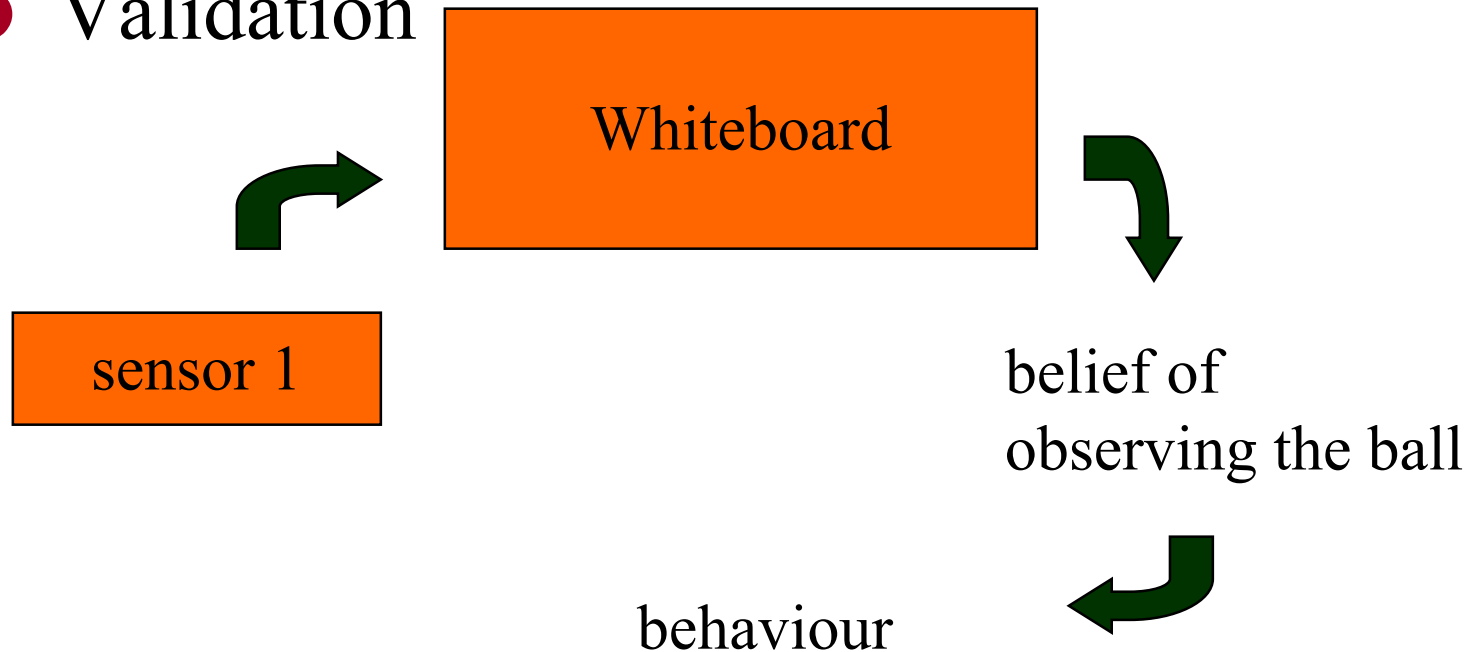 Validation
Whiteboard
sensor 1
belief of
observing the ball
behaviour